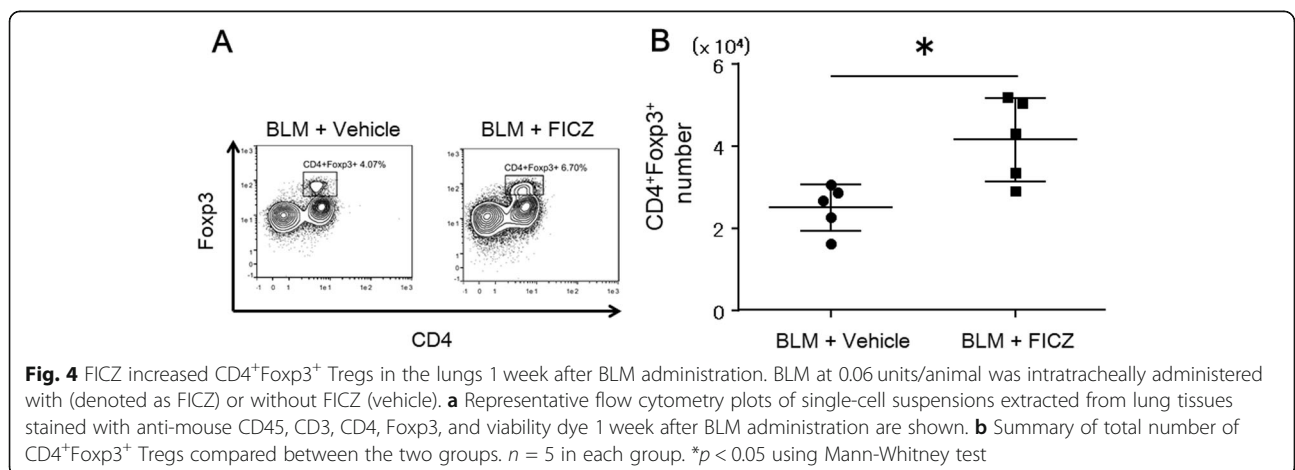 A
BLM + Vehicle
BLM + FICZ
1e3
1e2
1e1
1
0
-1
CD4+Foxp3+ 4.07%
-1 0 1 1e1 1e2 1e3
1e3
1e2
1e1
1
0
-1
CD4+Foxp3+ 6.70%
-1 0 1 1e1 1e2 1e3
Foxp3
CD4
B
(× 10⁴)
*
CD4⁺Foxp3⁺
number
6
4
2
0
BLM + Vehicle
BLM + FICZ
Fig. 4 FICZ increased CD4⁺Foxp3⁺ Tregs in the lungs 1 week after BLM administration. BLM at 0.06 units/animal was intratracheally administered
with (denoted as FICZ) or without FICZ (vehicle). a Representative flow cytometry plots of single-cell suspensions extracted from lung tissues
stained with anti-mouse CD45, CD3, CD4, Foxp3, and viability dye 1 week after BLM administration are shown. b Summary of total number of
CD4⁺Foxp3⁺ Tregs compared between the two groups. n = 5 in each group. *p < 0.05 using Mann-Whitney test